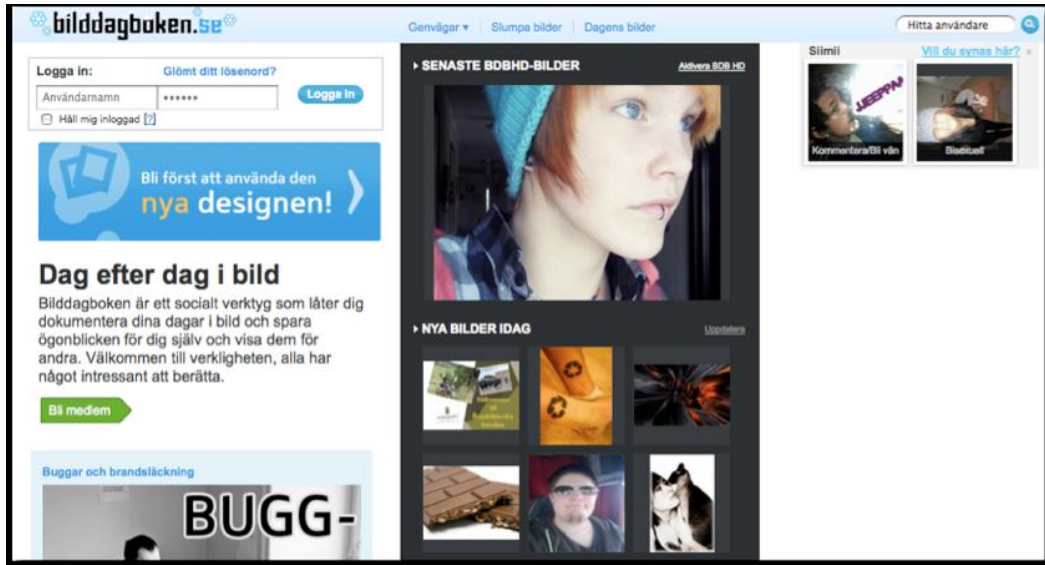 bilddagboken.se
Genvägar ▾ Slumpa bilder Dagens bilder
Hitta användare
Logga in: Glömt ditt lösenord?
Användarnamn ******
Logga in
Håll mig inloggad [?]
Bli först att använda den
nya designen!
Dag efter dag i bild
Bilddagboken är ett socialt verktyg som låter dig
dokumentera dina dagar i bild och spara
ögonblicken för dig själv och visa dem för
andra. Välkommen till verkligheten, alla har
något intressant att berätta.
Bli medlem
Buggar och brandsläckning
BUGG-
SENASTE BDBHD-BILDER Aktivera BDB HD
NYA BILDER IDAG Uppdatera
Siimii Vill du synas här? ×
JJEEPPA
Kommentera/Bli vän
Bisexuell